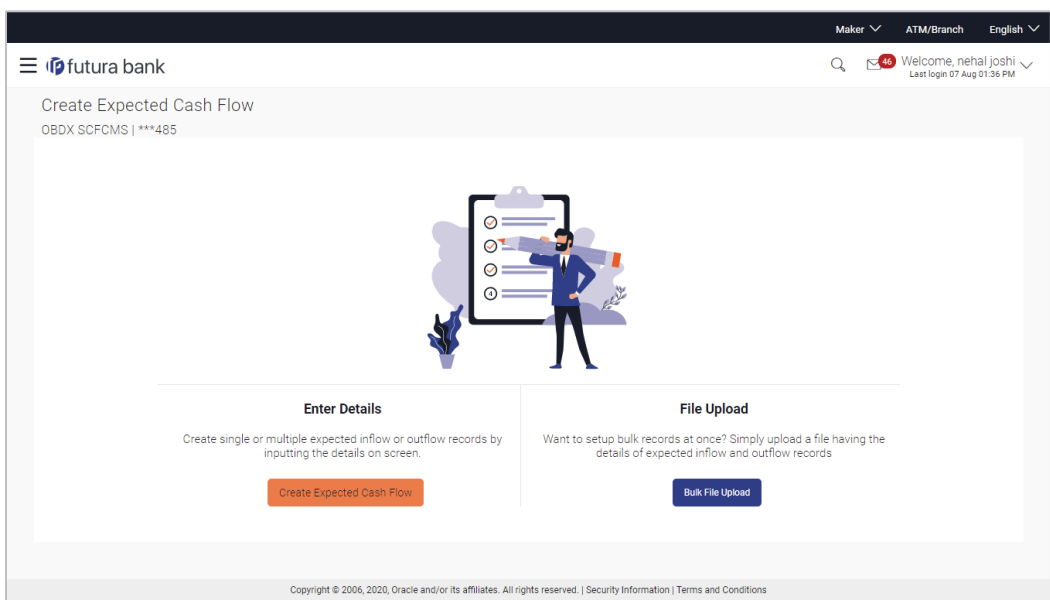 Maker ATM/Branch English
futura bank
46
Welcome, nehal joshi
Last login 07 Aug 01:36 PM
Create Expected Cash Flow
OBDX SCFCMS | ***485
4
Enter Details
Create single or multiple expected inflow or outflow records by
inputting the details on screen.
Create Expected Cash Flow
File Upload
Want to setup bulk records at once? Simply upload a file having the
details of expected inflow and outflow records
Bulk File Upload
Copyright © 2006, 2020, Oracle and/or its affiliates. All rights reserved. | Security Information | Terms and Conditions